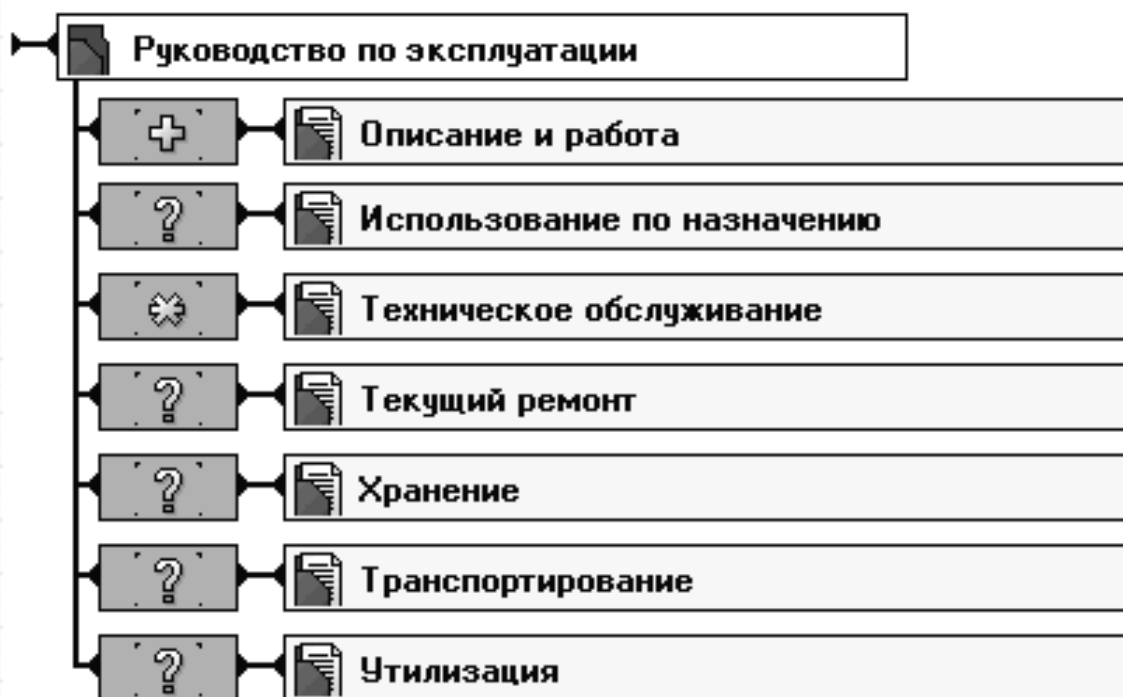 Руководство по эксплуатации
Описание и работа
Использование по назначению
Техническое обслуживание
Текущий ремонт
Хранение
Транспортирование
Утилизация